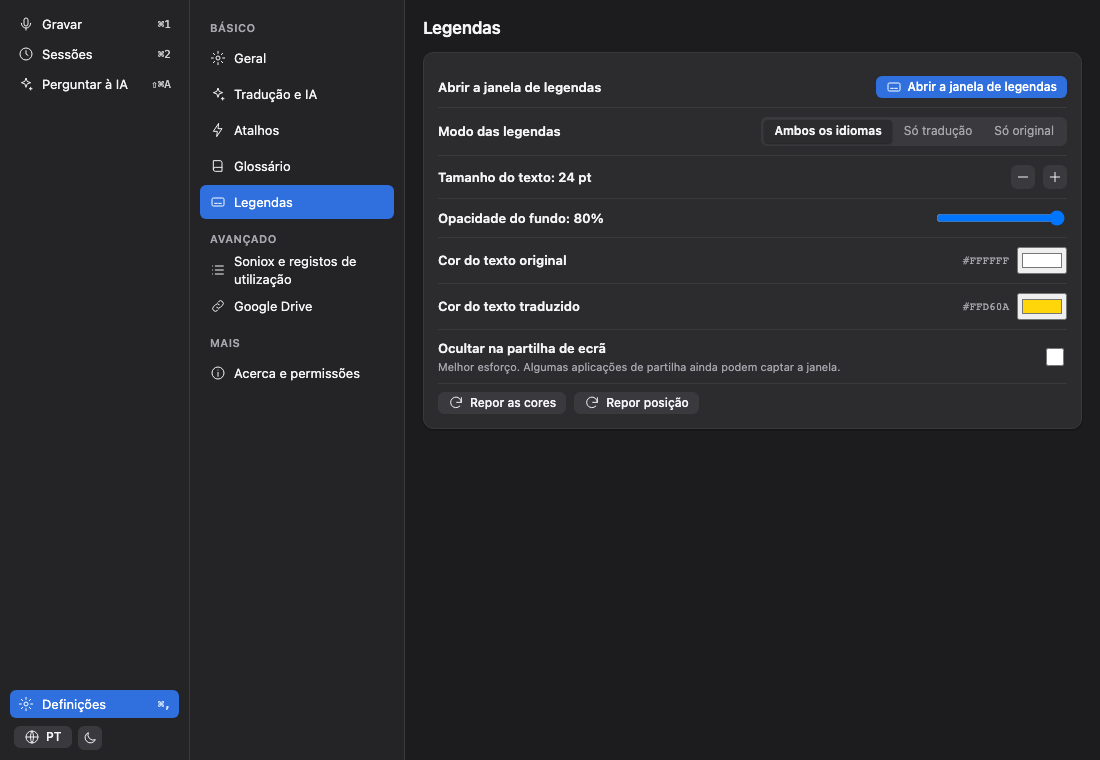 Gravar ⌘1
Sessões ⌘2
Perguntar à IA ⇧⌘A
Definições ⌘,
PT
BÁSICO
Geral
Tradução e IA
Atalhos
Glossário
Legendas
AVANÇADO
Soniox e registos de
utilização
Google Drive
MAIS
Acerca e permissões
Legendas
Abrir a janela de legendas Abrir a janela de legendas
Modo das legendas Ambos os idiomas Só tradução Só original
Tamanho do texto: 24 pt
Opacidade do fundo: 80%
Cor do texto original #FFFFFF
Cor do texto traduzido #FFD60A
Ocultar na partilha de ecrã
Melhor esforço. Algumas aplicações de partilha ainda podem captar a janela.
Repor as cores Repor posição